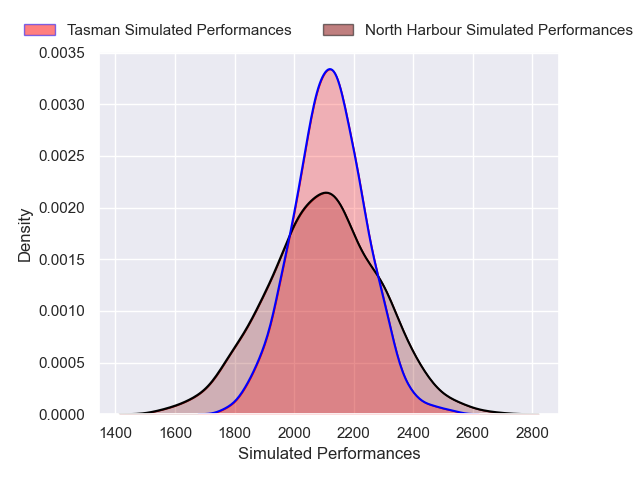 Tasman Simulated Performances North Harbour Simulated Performances
0.0035
0.0030
0.0025
0.0020
0.0015
0.0010
0.0005
0.0000
Density
1400 1600 1800 2000 2200 2400 2600 2800
Simulated Performances